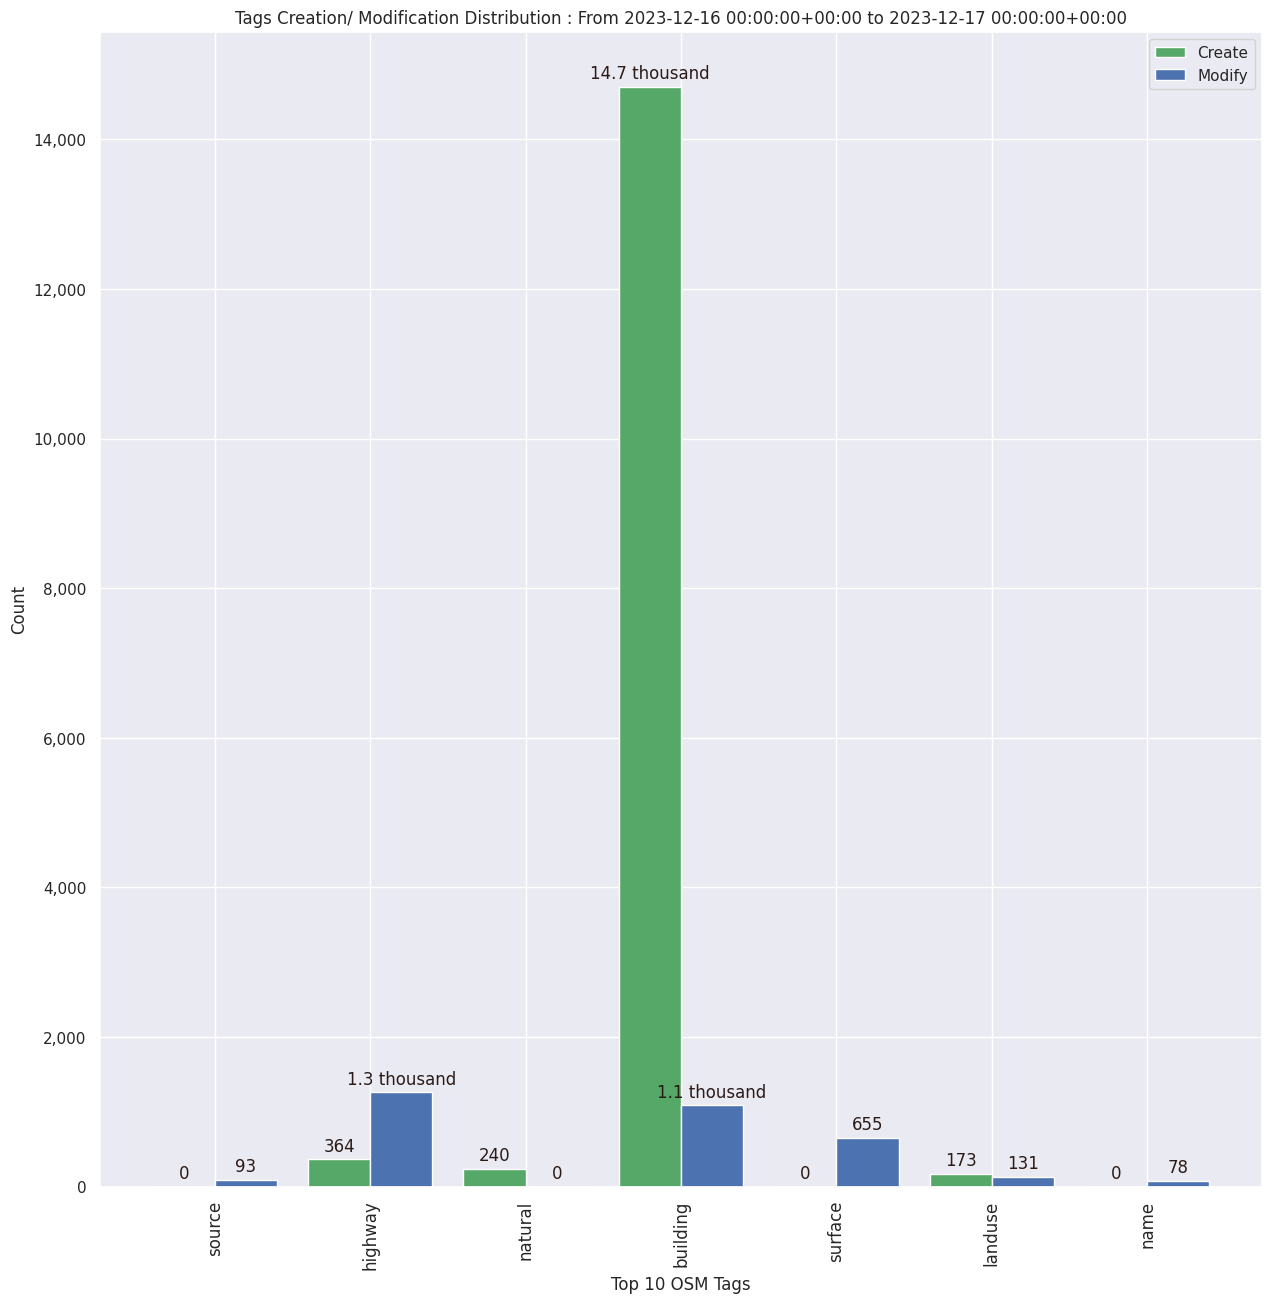 Tags Creation/ Modification Distribution : From 2023-12-16 00:00:00+00:00 to 2023-12-17 00:00:00+00:00
Create
Modify
14.7 thousand
14,000
12,000
10,000
8,000
6,000
4,000
2,000
0
Count
0
93
364
1.3 thousand
240
0
1.1 thousand
0
655
173
131
0
78
source
highway
natural
building
surface
landuse
name
Top 10 OSM Tags